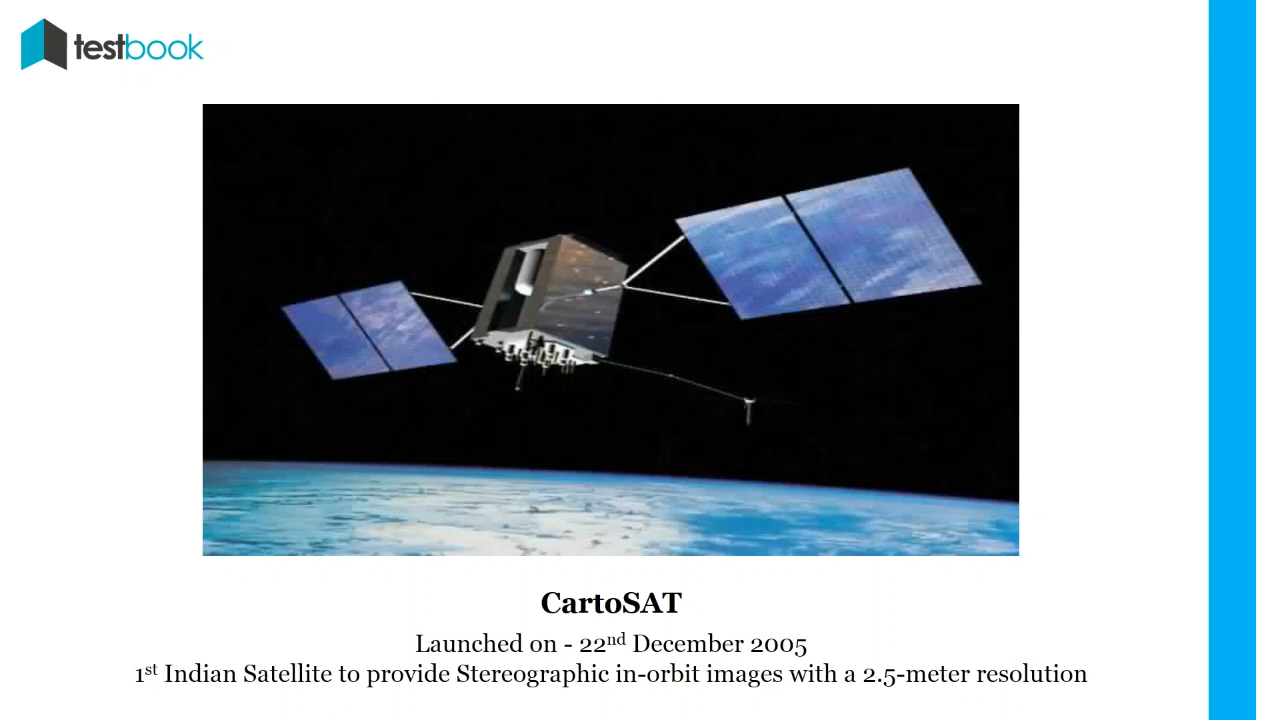 testbook
CartoSAT
Launched on - 22nd December 2005
1st Indian Satellite to provide Stereographic in-orbit images with a 2.5-meter resolution